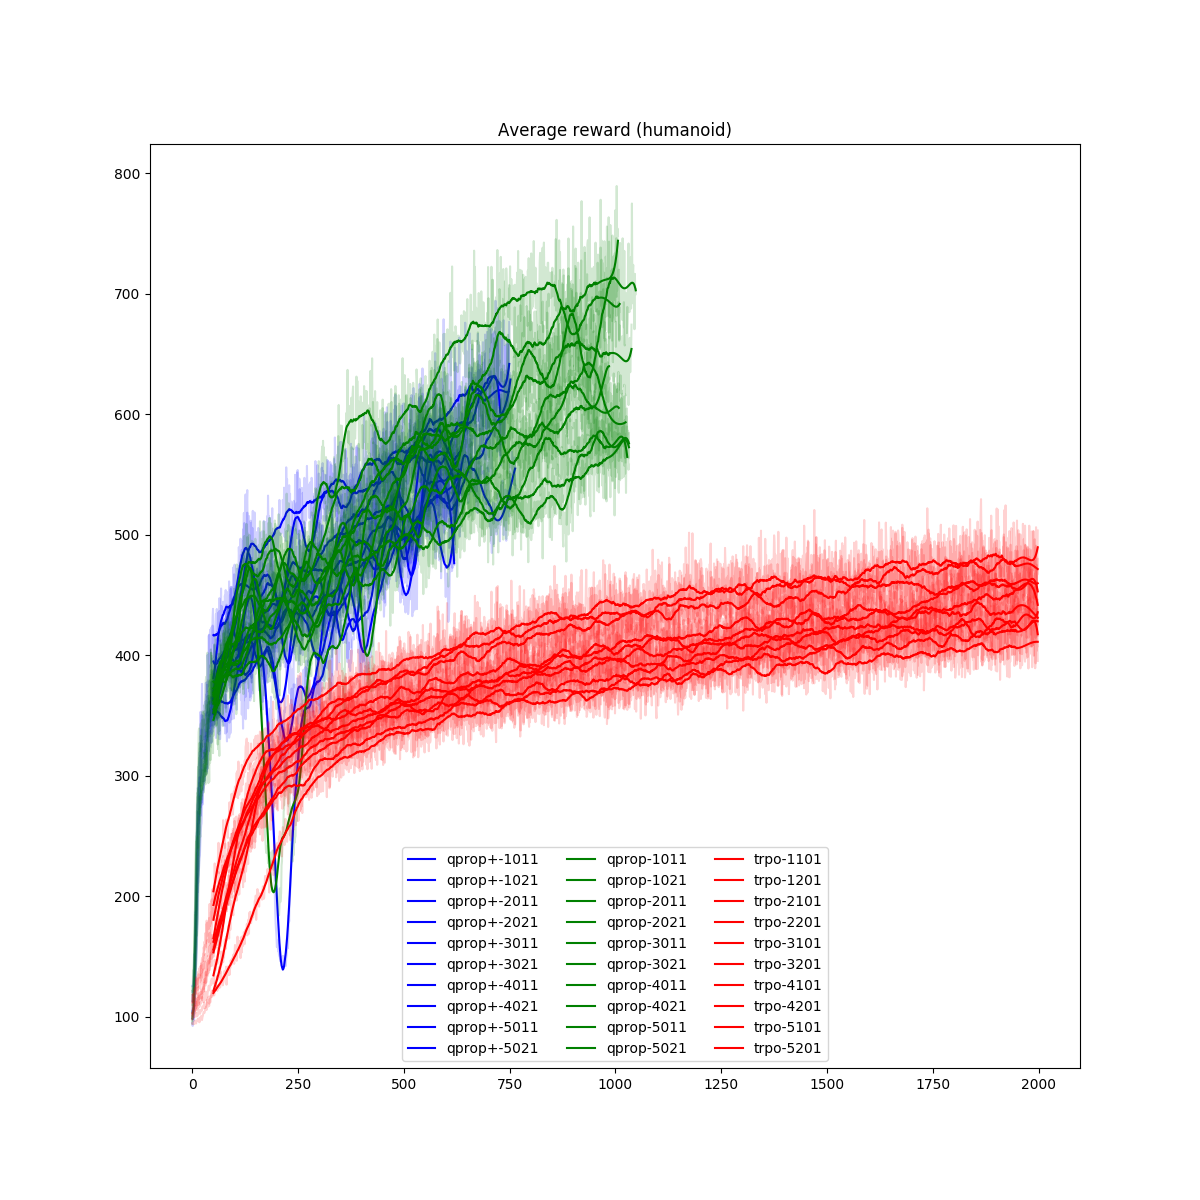 Average reward (humanoid)
800
700
600
500
400
300
200
100
qprop+-1011 qprop-1011 trpo-1101
qprop+-1021 qprop-1021 trpo-1201
qprop+-2011 qprop-2011 trpo-2101
qprop+-2021 qprop-2021 trpo-2201
qprop+-3011 qprop-3011 trpo-3101
qprop+-3021 qprop-3021 trpo-3201
qprop+-4011 qprop-4011 trpo-4101
qprop+-4021 qprop-4021 trpo-4201
qprop+-5011 qprop-5011 trpo-5101
qprop+-5021 qprop-5021 trpo-5201
0 250 500 750 1000 1250 1500 1750 2000